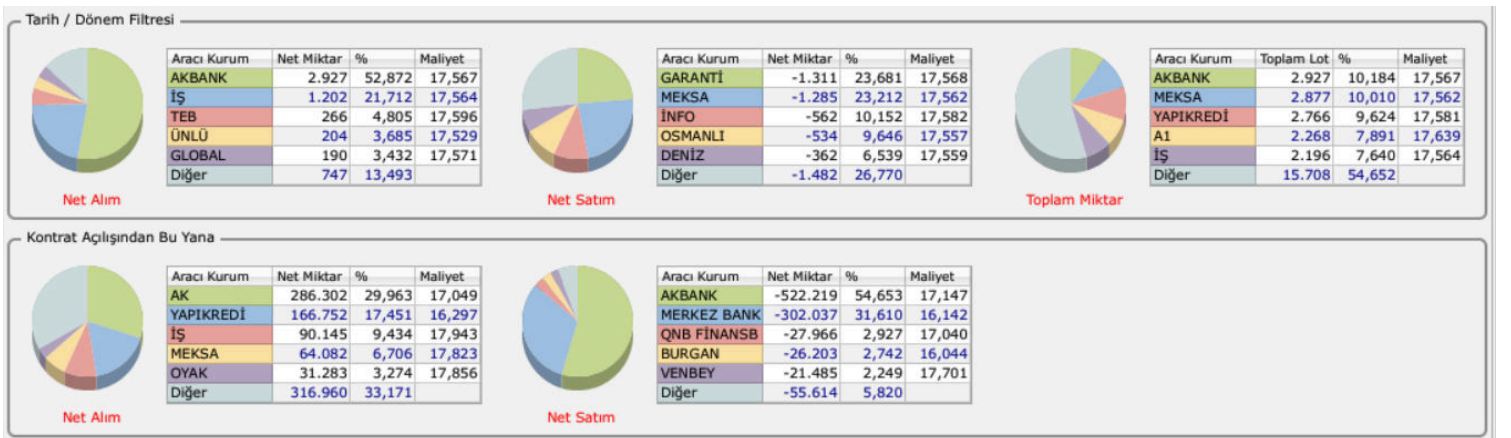 Tarih / Dönem Filtresi
Aracı Kurum Net Miktar % Maliyet
AKBANK 2.927 52,872 17,567
İŞ 1.202 21,712 17,564
TEB 266 4,805 17,596
ÜNLÜ 204 3,685 17,529
GLOBAL 190 3,432 17,571
Diğer 747 13,493
Net Alım
Aracı Kurum Net Miktar % Maliyet
GARANTİ -1.311 23,681 17,568
MEKSA -1.285 23,212 17,562
İNFO -562 10,152 17,582
OSMANLI -534 9,646 17,557
DENİZ -362 6,539 17,559
Diğer -1.482 26,770
Net Satım
Aracı Kurum Toplam Lot % Maliyet
AKBANK 2.927 10,184 17,567
MEKSA 2.877 10,010 17,562
YAPIKREDİ 2.766 9,624 17,581
A1 2.268 7,891 17,639
İŞ 2.196 7,640 17,564
Diğer 15.708 54,652
Toplam Miktar
Kontrat Açılışından Bu Yana
Aracı Kurum Net Miktar % Maliyet
AK 286.302 29,963 17,049
YAPIKREDİ 166.752 17,451 16,297
İŞ 90.145 9,434 17,943
MEKSA 64.082 6,706 17,823
OYAK 31.283 3,274 17,856
Diğer 316.960 33,171
Net Alım
Aracı Kurum Net Miktar % Maliyet
AKBANK -522.219 54,653 17,147
MERKEZ BANK -302.037 31,610 16,142
QNB FİNANSB -27.966 2,927 17,040
BURGAN -26.203 2,742 16,044
VENBEY -21.485 2,249 17,701
Diğer -55.614 5,820
Net Satım